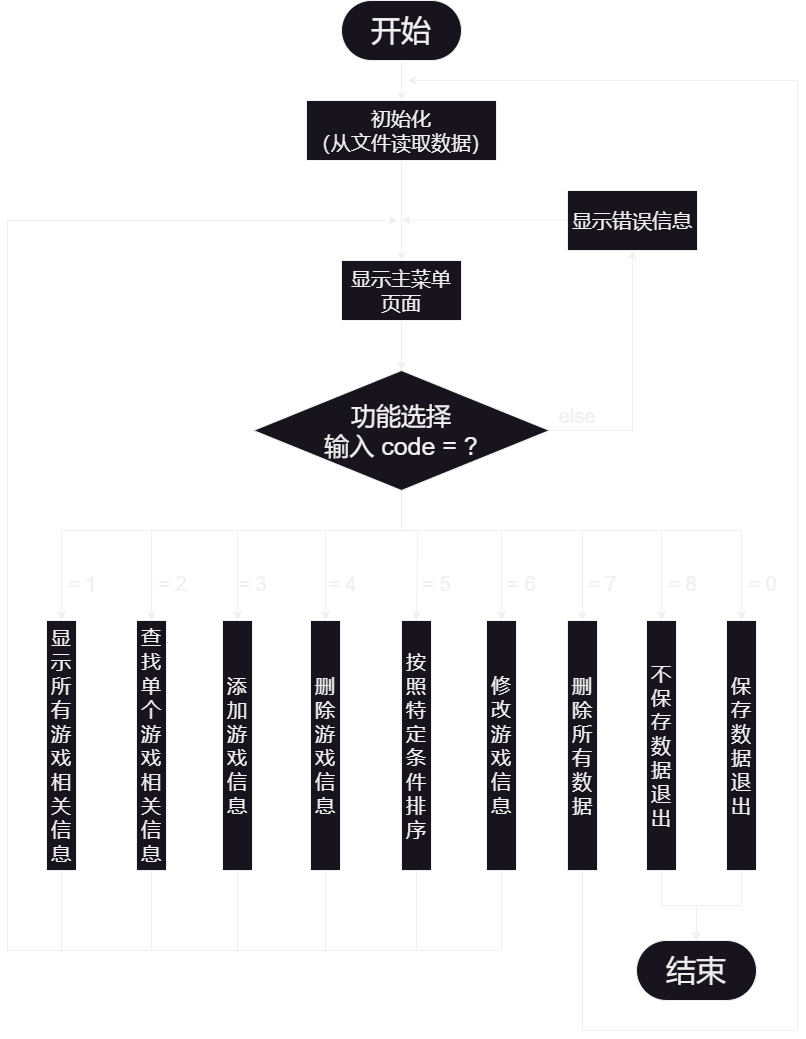 开始
初始化
(从文件读取数据)
显示错误信息
显示主菜单
页面
功能选择
输入 code = ?
else
= 1
= 2
= 3
= 4
= 5
= 6
= 7
= 8
= 0
显示所有游戏相关信息
查找单个游戏相关信息
添加游戏信息
删除游戏信息
按照特定条件排序
修改游戏信息
删除所有数据
不保存数据退出
保存数据退出
结束